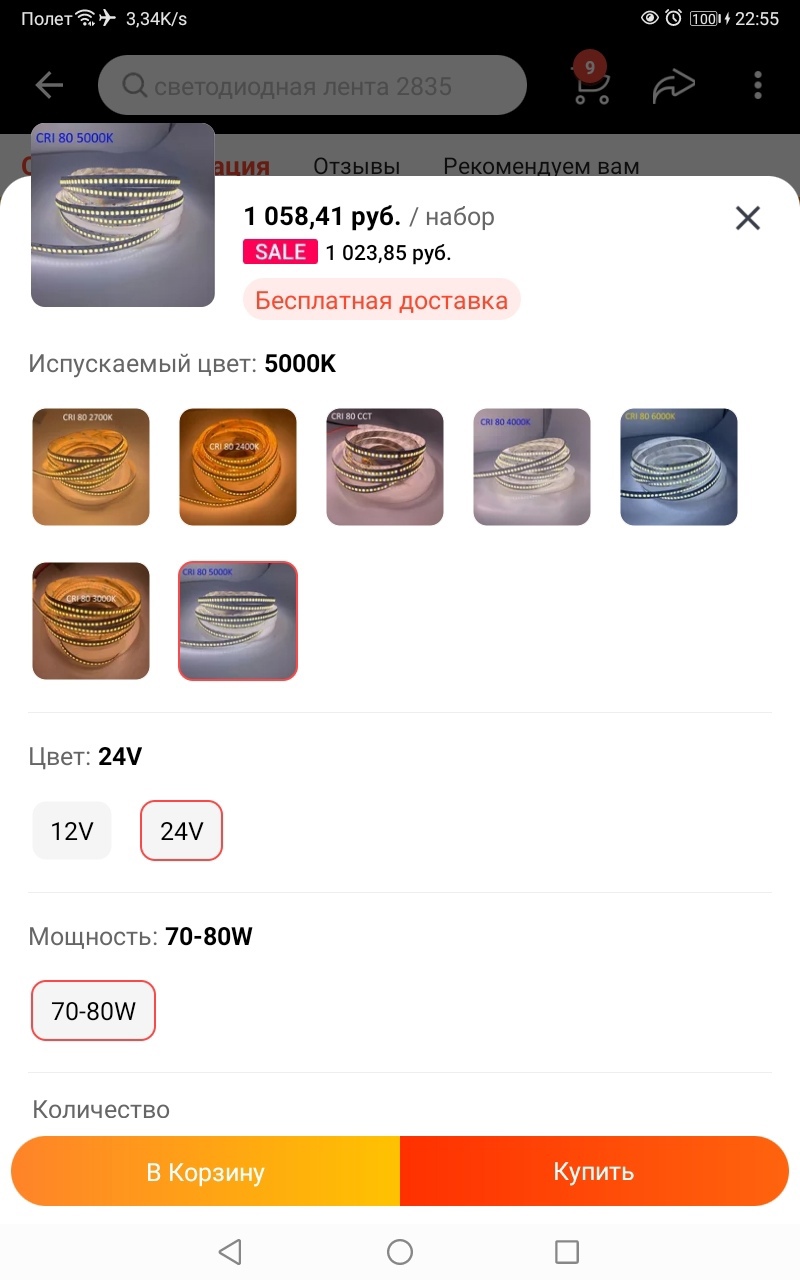 Полет 3,34K/s 100 22:55
светодиодная лента 2835
9
О ация Отзывы Рекомендуем вам
CRI 80 5000K
1 058,41 руб. / набор
SALE 1 023,85 руб.
Бесплатная доставка
Испускаемый цвет: 5000K
CRI 80 2700K
CRI 80 2400K
CRI 80 CCT
CRI 80 4000K
CRI 80 6000K
CRI 80 3000K
CRI 80 5000K
Цвет: 24V
12V 24V
Мощность: 70-80W
70-80W
Количество
В Корзину Купить